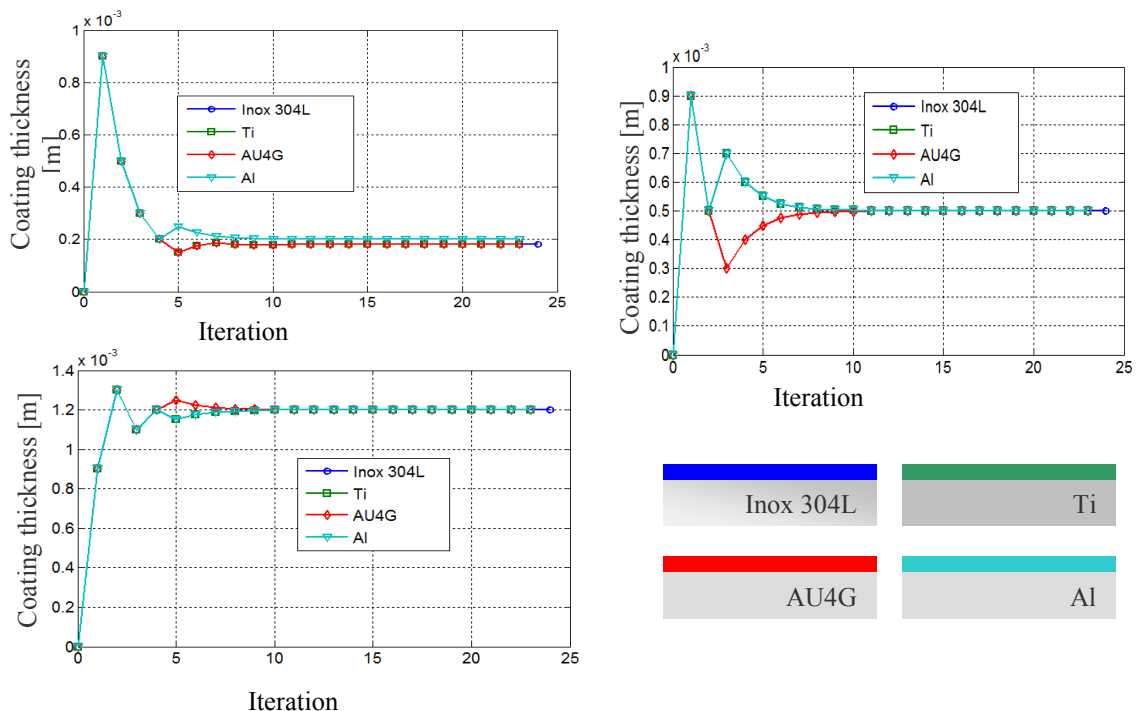 x 10⁻³
1
0.8
0.6
0.4
0.2
0
0 5 10 15 20 25
Coating thickness
[m]
Iteration
Inox 304L
Ti
AU4G
Al
x 10⁻³
1
0.9
0.8
0.7
0.6
0.5
0.4
0.3
0.2
0.1
0
0 5 10 15 20 25
Coating thickness [m]
Iteration
Inox 304L
Ti
AU4G
Al
x 10⁻³
1.4
1.2
1
0.8
0.6
0.4
0.2
0
0 5 10 15 20 25
Coating thickness [m]
Iteration
Inox 304L
Ti
AU4G
Al
Inox 304L
Ti
AU4G
Al